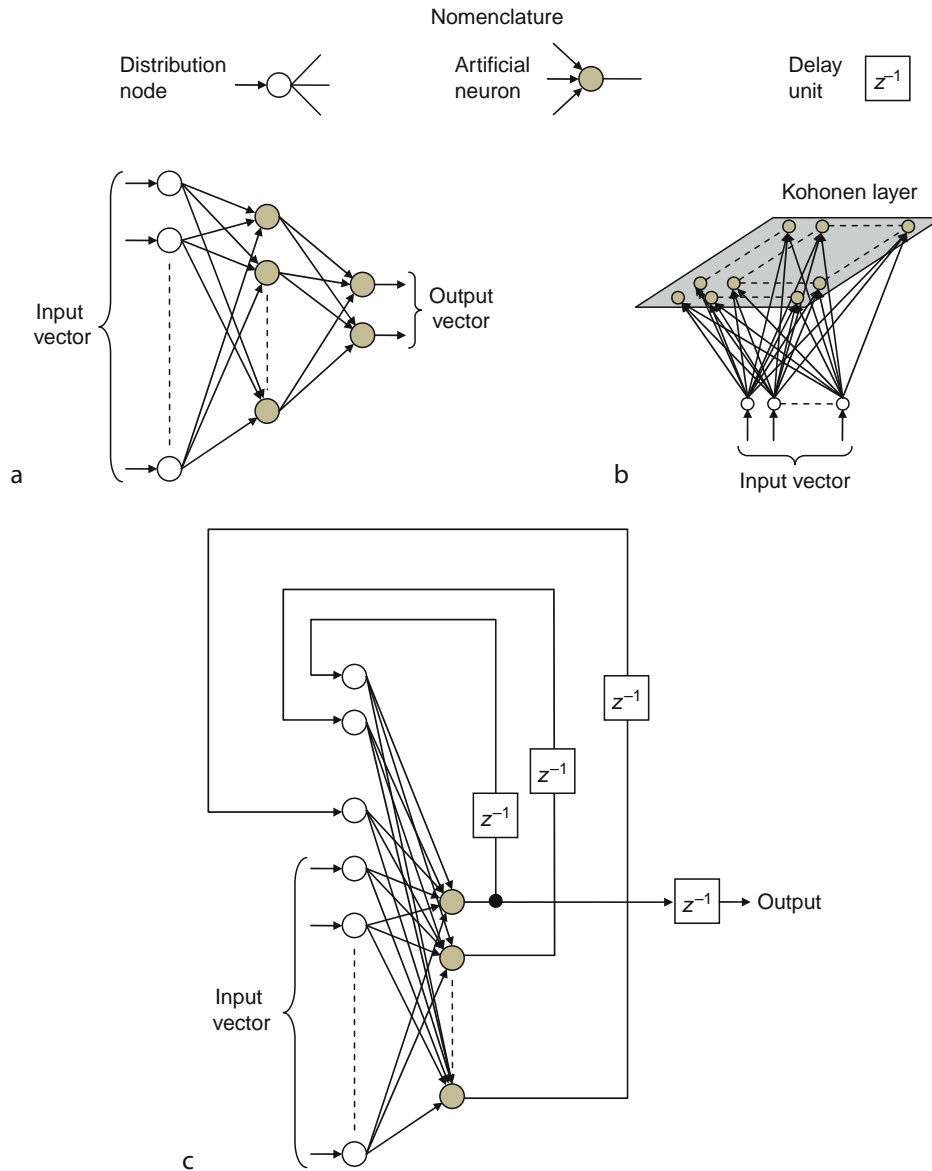 Nomenclature
Distribution
node
Artificial
neuron
Delay
unit
z⁻¹
Input
vector
Output
vector
a
Kohonen layer
Input vector
b
z⁻¹
z⁻¹
z⁻¹
z⁻¹
Output
Input
vector
c